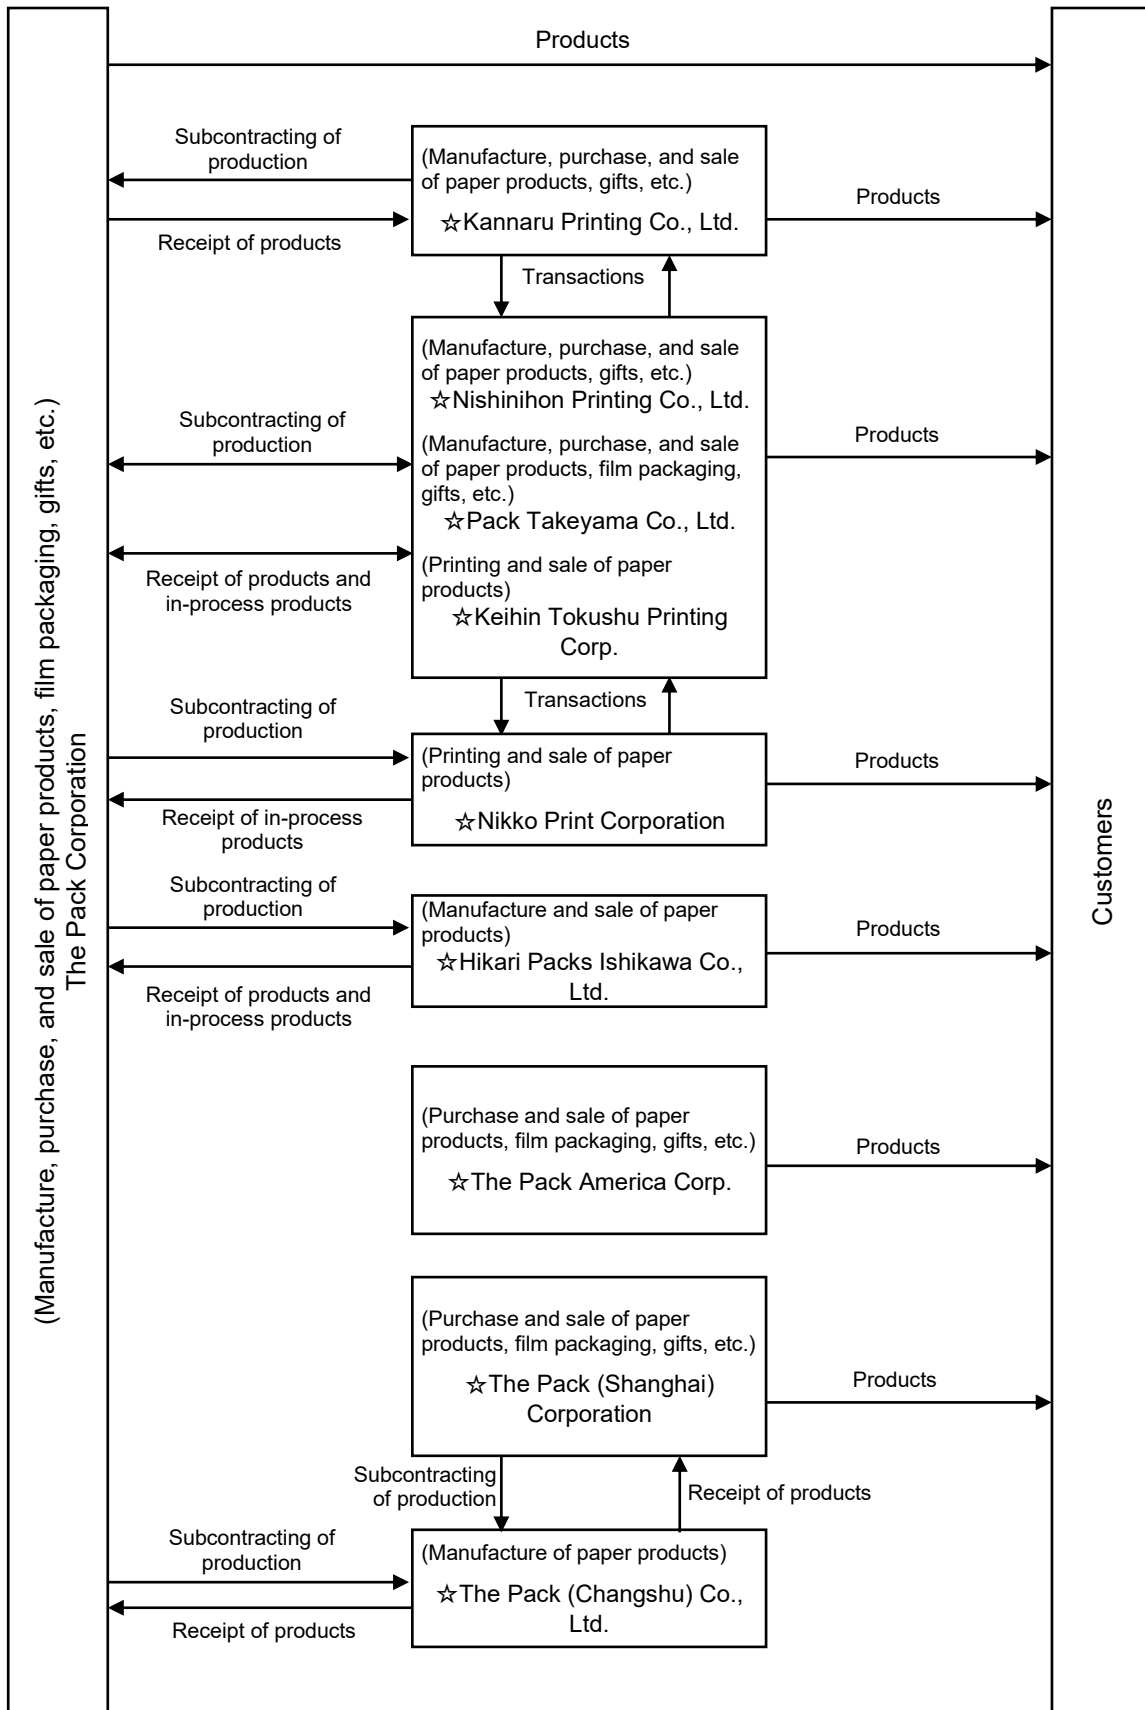 (Manufacture, purchase, and sale of paper products, film packaging, gifts, etc.)
The Pack Corporation
Products
Subcontracting of
production
Receipt of products
(Manufacture, purchase, and sale
of paper products, gifts, etc.)
☆Kannaru Printing Co., Ltd.
Products
Transactions
Subcontracting of
production
Receipt of products and
in-process products
(Manufacture, purchase, and sale
of paper products, gifts, etc.)
☆Nishinihon Printing Co., Ltd.
(Manufacture, purchase, and sale
of paper products, film packaging,
gifts, etc.)
☆Pack Takeyama Co., Ltd.
(Printing and sale of paper
products)
☆Keihin Tokushu Printing
Corp.
Products
Transactions
Subcontracting of
production
Receipt of in-process
products
(Printing and sale of paper
products)
☆Nikko Print Corporation
Products
Subcontracting of
production
Receipt of products and
in-process products
(Manufacture and sale of paper
products)
☆Hikari Packs Ishikawa Co.,
Ltd.
Products
(Purchase and sale of paper
products, film packaging, gifts, etc.)
☆The Pack America Corp.
Products
(Purchase and sale of paper
products, film packaging, gifts, etc.)
☆The Pack (Shanghai)
Corporation
Products
Subcontracting
of production
Receipt of products
Subcontracting of
production
Receipt of products
(Manufacture of paper products)
☆The Pack (Changshu) Co.,
Ltd.
Customers